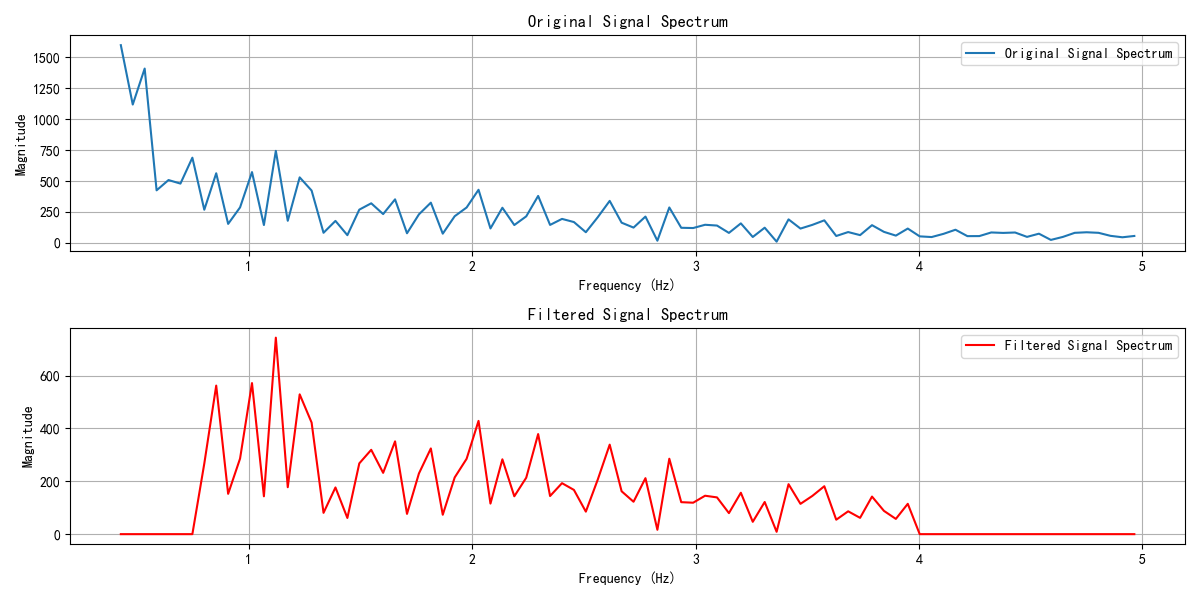 Original Signal Spectrum
Original Signal Spectrum
Magnitude
1500
1250
1000
750
500
250
0
1 2 3 4 5
Frequency (Hz)
Filtered Signal Spectrum
Filtered Signal Spectrum
Magnitude
600
400
200
0
1 2 3 4 5
Frequency (Hz)